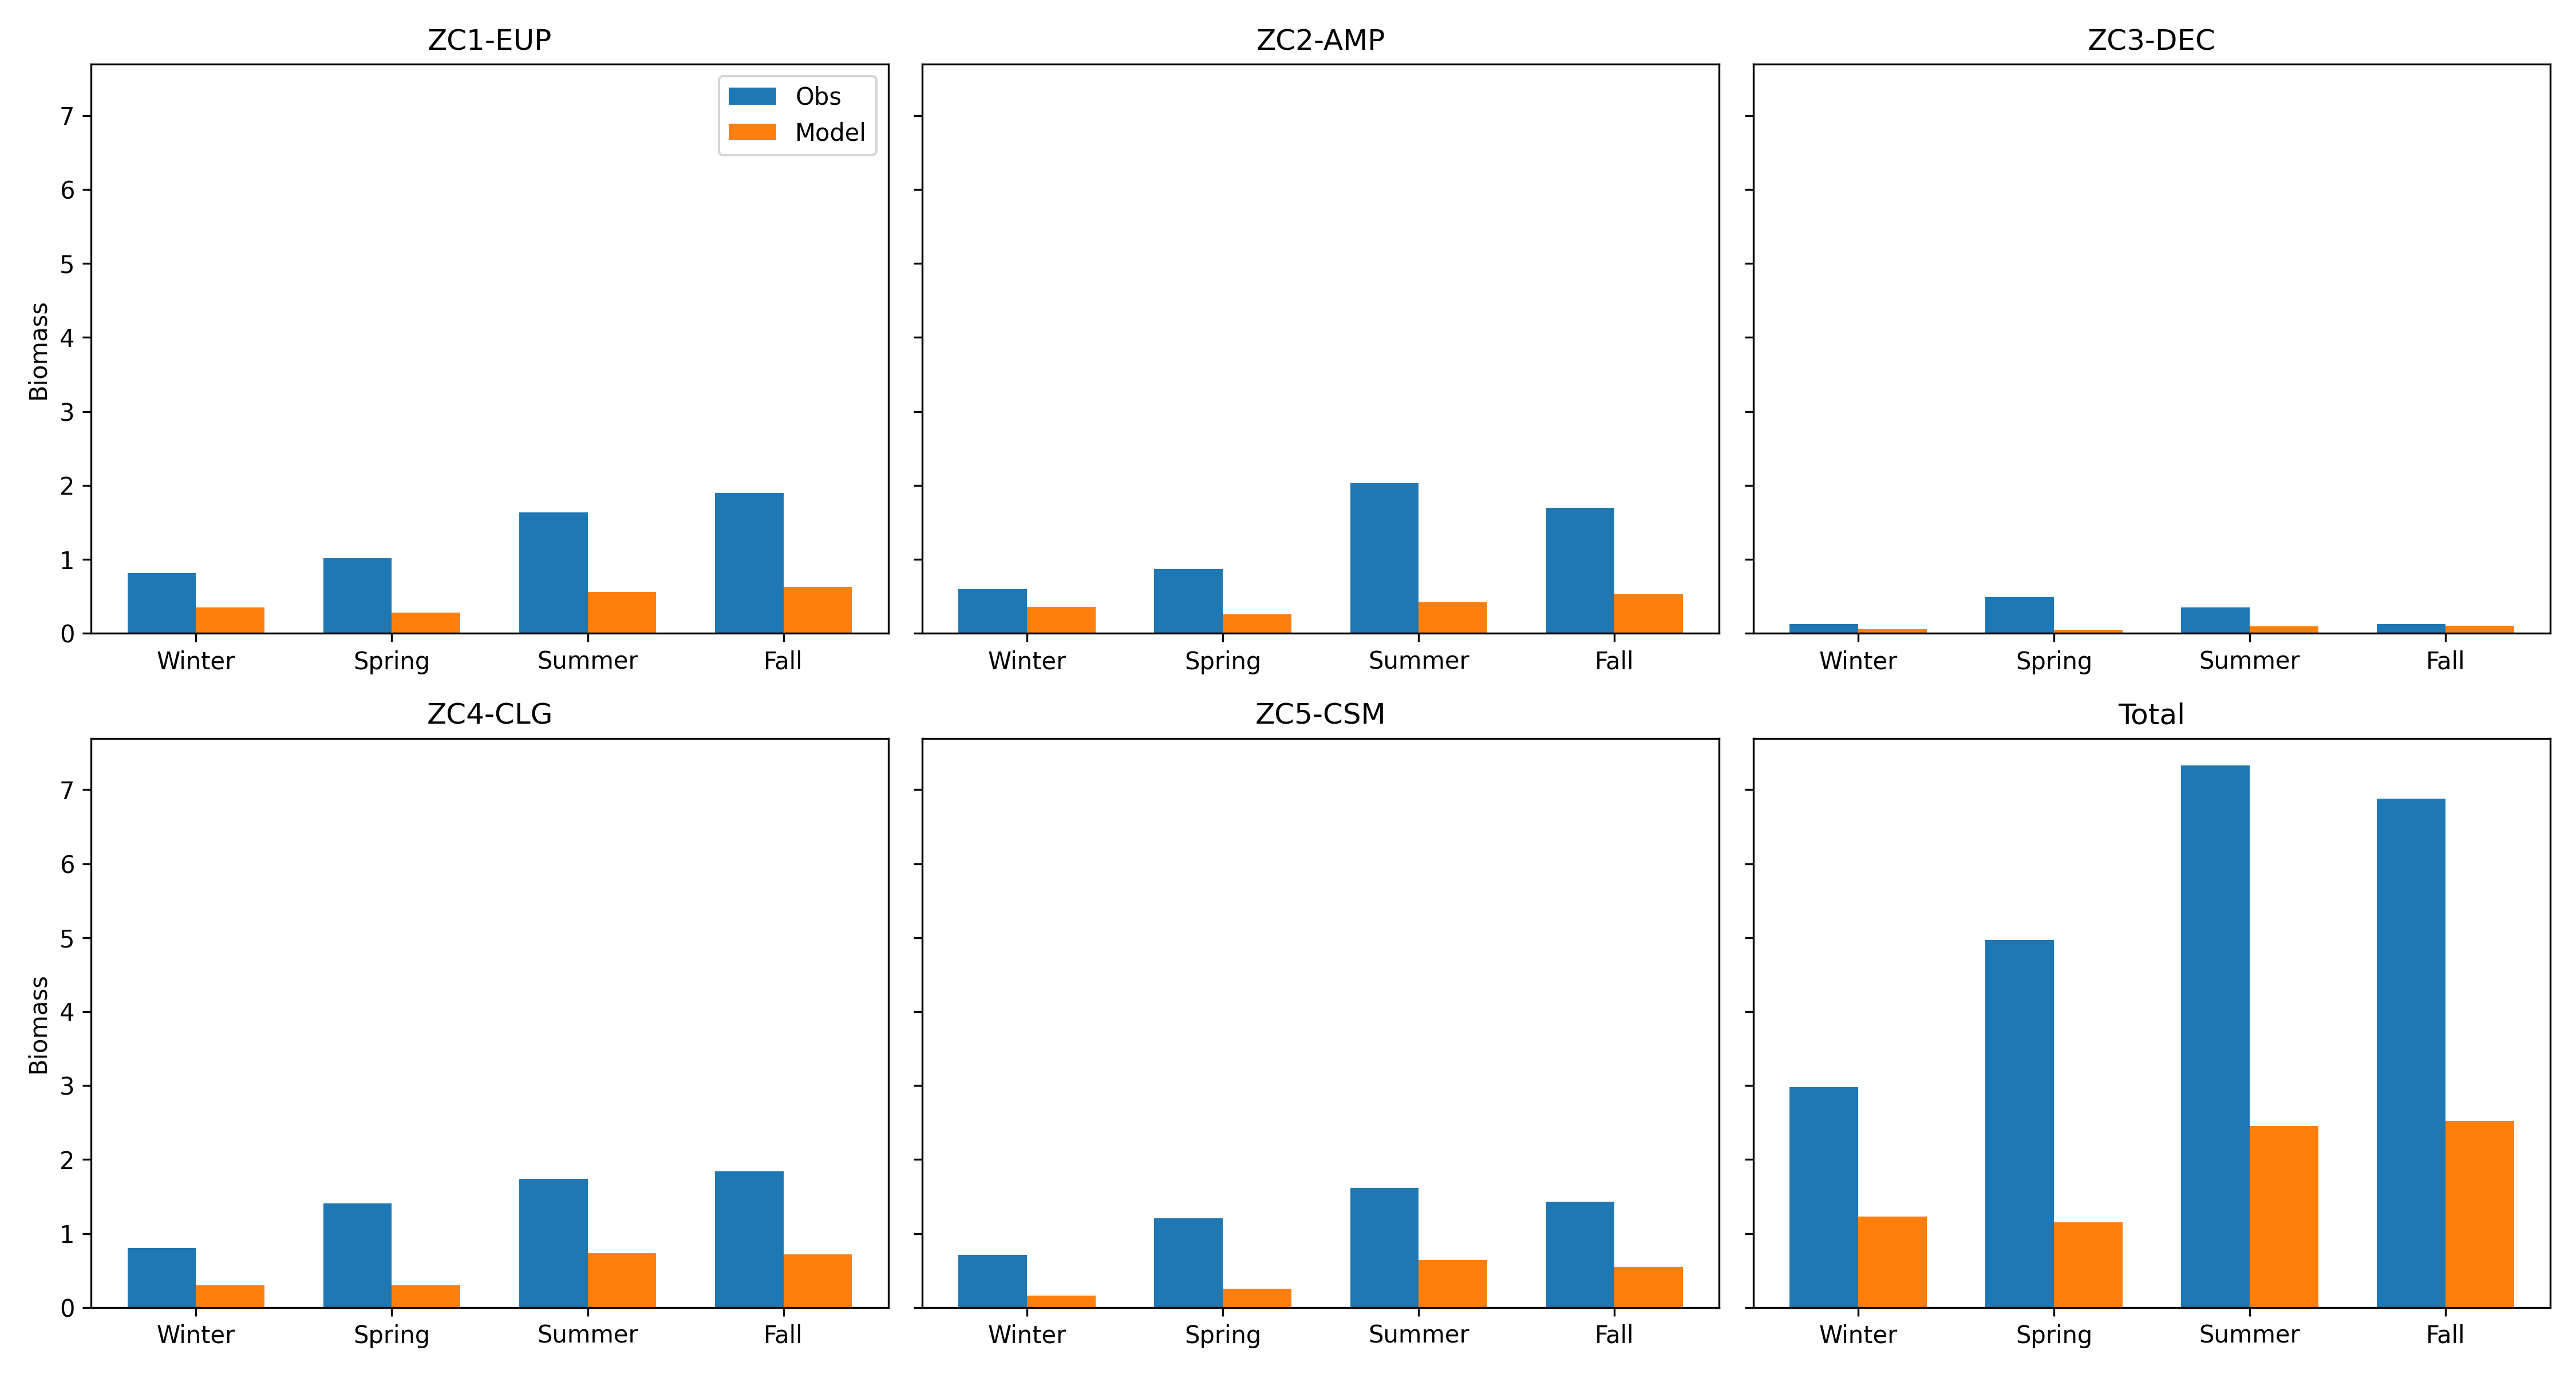 ZC1-EUP
ZC2-AMP
ZC3-DEC
Obs
Model
7
6
5
4
3
2
1
0
Biomass
Winter Spring Summer Fall
Winter Spring Summer Fall
Winter Spring Summer Fall
ZC4-CLG
ZC5-CSM
Total
7
6
5
4
3
2
1
0
Biomass
Winter Spring Summer Fall
Winter Spring Summer Fall
Winter Spring Summer Fall